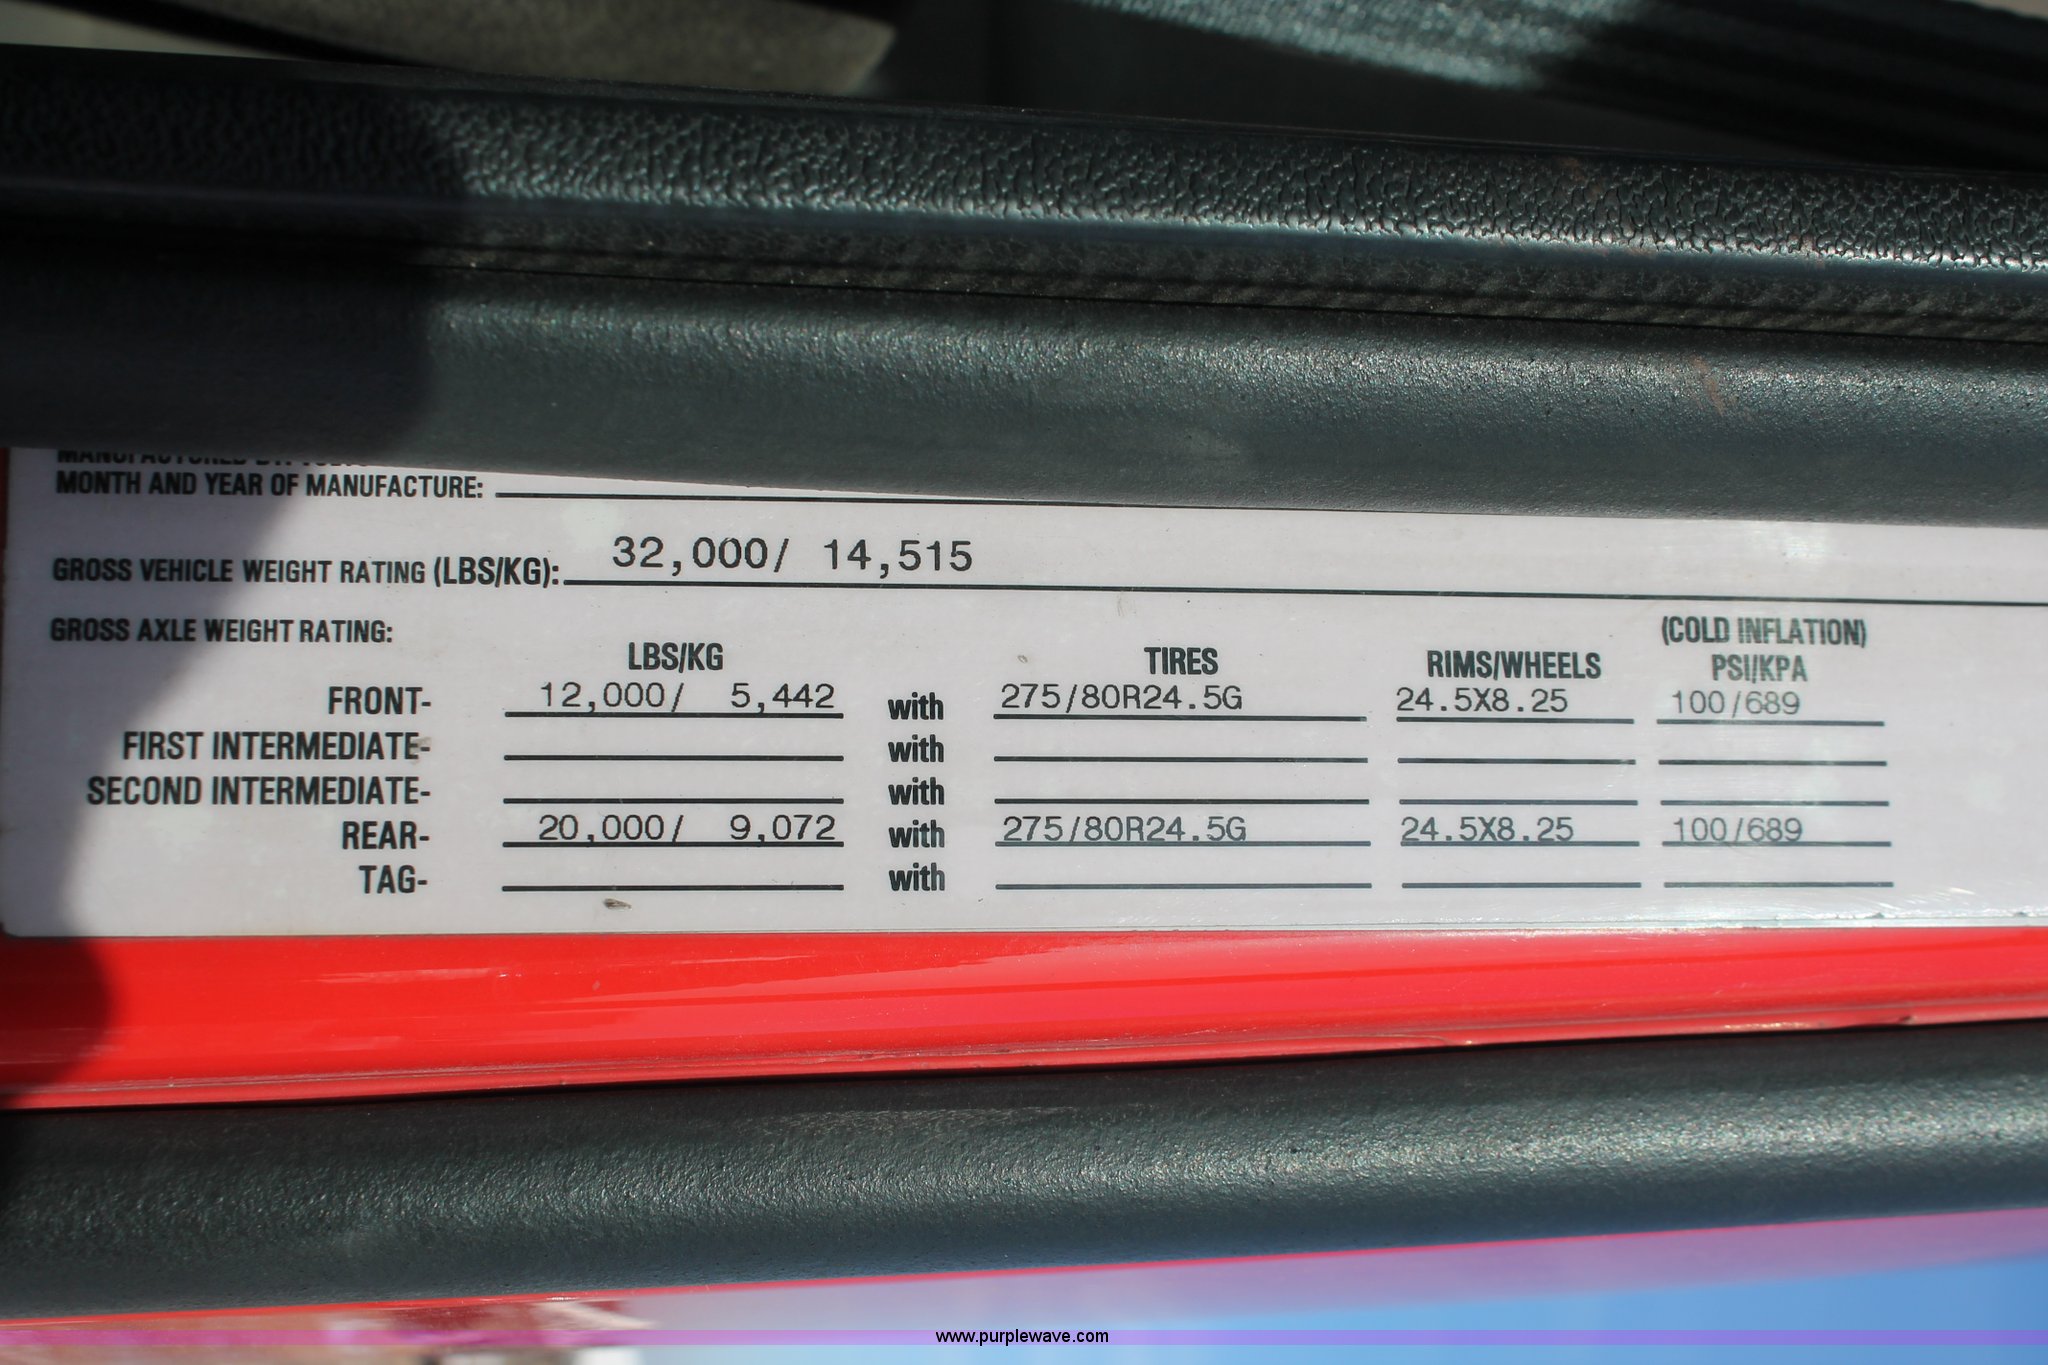 MANUFACTURED BY:
MONTH AND YEAR OF MANUFACTURE:
GROSS VEHICLE WEIGHT RATING (LBS/KG): 32,000/ 14,515
GROSS AXLE WEIGHT RATING:
(COLD INFLATION)
LBS/KG TIRES RIMS/WHEELS PSI/KPA
FRONT- 12,000/ 5,442 with 275/80R24.5G 24.5X8.25 100/689
FIRST INTERMEDIATE- with
SECOND INTERMEDIATE- with
REAR- 20,000/ 9,072 with 275/80R24.5G 24.5X8.25 100/689
TAG- with
www.purplewave.com